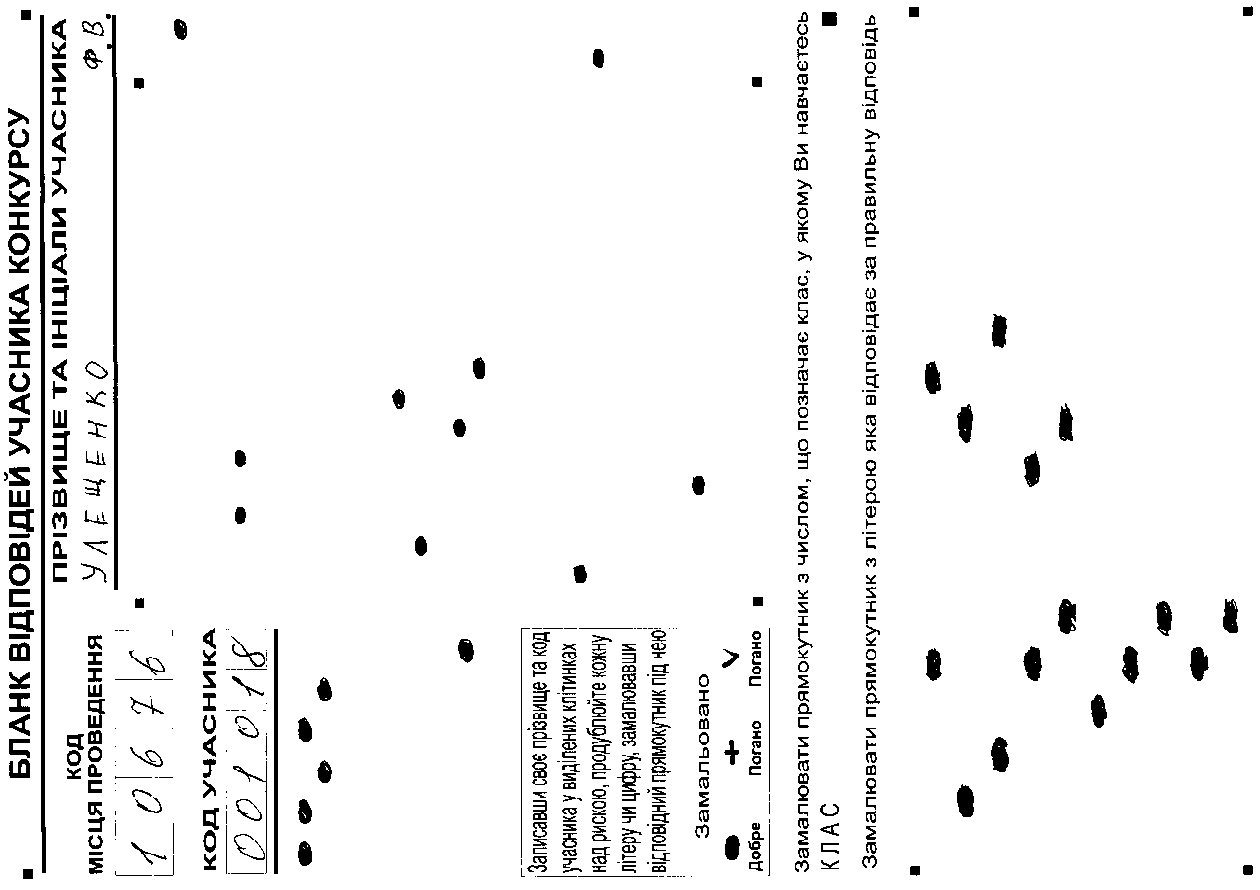 БЛАНК ВІДПОВІДЕЙ УЧАСНИКА КОНКУРСУ
КОД
МІСЦЯ ПРОВЕДЕННЯ
1 0 6 7 6
КОД УЧАСНИКА
0 0 1 0 1 8
ПРІЗВИЩЕ ТА ІНІЦІАЛИ УЧАСНИКА
УЛЕЩЕНКО Ф В
Записавши своє прізвище та код
учасника у виділених клітинках
над рискою, продублюйте кожну
літеру чи цифру, замалювавши
відповідний прямокутник під нею
Замальовано
Добре Погано Погано
Замалювати прямокутник з числом, що позначає клас, у якому Ви навчаєтесь
КЛАС
Замалювати прямокутник з літерою яка відповідає за правильну відповідь